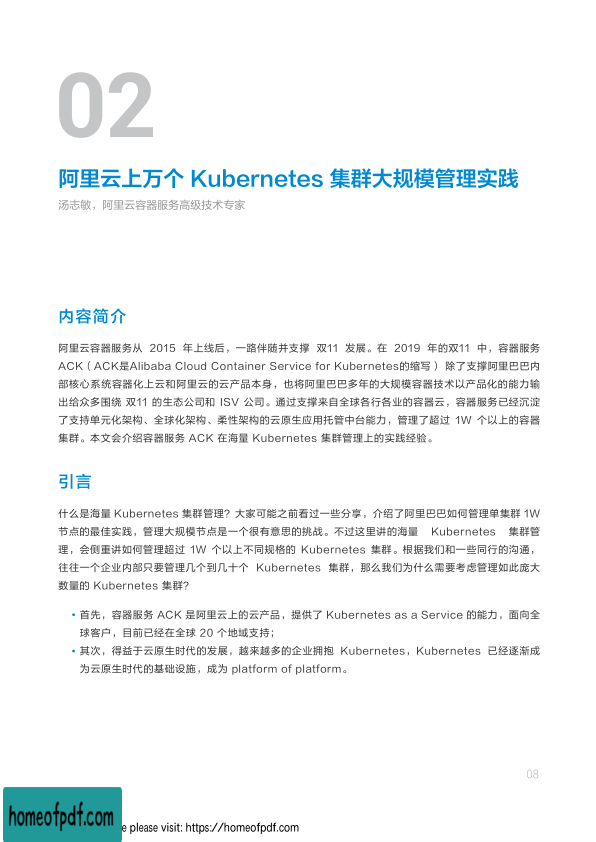 02
阿里云上万个 Kubernetes 集群大规模管理实践
汤志敏，阿里云容器服务高级技术专家
内容简介
阿里云容器服务从 2015 年上线后，一路伴随并支撑 双11 发展。在 2019 年的双11 中，容器服务
ACK（ACK是Alibaba Cloud Container Service for Kubernetes的缩写）除了支撑阿里巴巴内
部核心系统容器化上云和阿里云的云产品本身，也将阿里巴巴多年的大规模容器技术以产品化的能力输
出给众多围绕 双11 的生态公司和 ISV 公司。通过支撑来自全球各行各业的容器云，容器服务已经沉淀
了支持单元化架构、全球化架构、柔性架构的云原生应用托管中台能力，管理了超过 1W 个以上的容器
集群。本文会介绍容器服务 ACK 在海量 Kubernetes 集群管理上的实践经验。
引言
什么是海量 Kubernetes 集群管理？大家可能之前看过一些分享，介绍了阿里巴巴如何管理单集群 1W
节点的最佳实践，管理大规模节点是一个很有意思的挑战。不过这里讲的海量 Kubernetes 集群管
理，会侧重讲如何管理超过 1W 个以上不同规格的 Kubernetes 集群。根据我们和一些同行的沟通，
往往一个企业内部只要管理几个到几十个 Kubernetes 集群，那么我们为什么需要考虑管理如此庞大
数量的 Kubernetes 集群？
• 首先，容器服务 ACK 是阿里云上的云产品，提供了 Kubernetes as a Service 的能力，面向全
球客户，目前已经在全球 20 个地域支持；
• 其次，得益于云原生时代的发展，越来越多的企业拥抱 Kubernetes，Kubernetes 已经逐渐成
为云原生时代的基础设施，成为 platform of platform。
08
homeofpdf.com
e please visit: https://homeofpdf.com